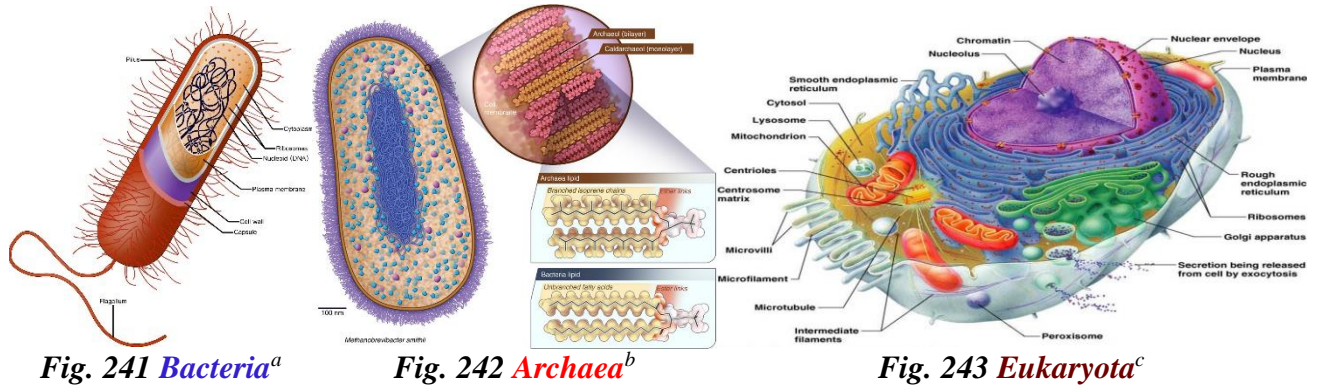 Pilus
Cytoplasm
Ribosomes
Nucleoid (DNA)
Plasma membrane
Cell wall
Capsule
Flagellum
Archaeol (bilayer)
Caldarchaeol (monolayer)
Cell
membrane
Archaea lipid
Branched isoprene chains
Ether links
Bacteria lipid
Unbranched fatty acids
Ester links
100 nm
Methanobrevibacter smithii
Chromatin
Nucleolus
Nuclear envelope
Nucleus
Plasma
membrane
Smooth endoplasmic
reticulum
Cytosol
Lysosome
Mitochondrion
Centrioles
Centrosome
matrix
Microvilli
Microfilament
Microtubule
Intermediate
filaments
Rough
endoplasmic
reticulum
Ribosomes
Golgi apparatus
Secretion being released
from cell by exocytosis
Peroxisome
Fig. 241 Bacteriaᵃ
Fig. 242 Archaeaᵇ
Fig. 243 Eukaryotaᶜ